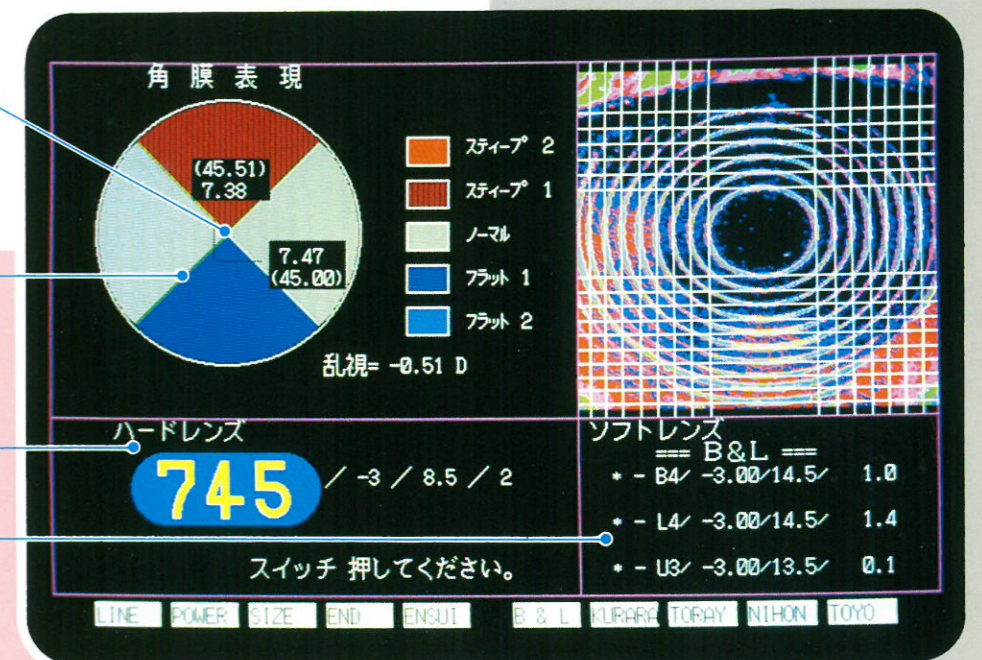 角 膜 表 現
(45.51)
7.38
7.47
(45.00)
スティープ 2
スティープ 1
ノーマル
フラット 1
フラット 2
乱視= -0.51 D
ハードレンズ
745 / -3 / 8.5 / 2
スイッチ 押してください。
ソフトレンズ
=== B&L ===
* - B4/ -3.00/14.5/ 1.0
* - L4/ -3.00/14.5/ 1.4
* - U3/ -3.00/13.5/ 0.1
LINE POWER SIZE END ENSUI B & L KURARA TORAY NIHON TOYO